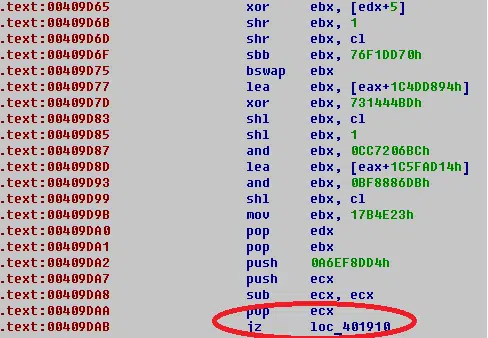 .text:00409D65 xor ebx, [edx+5]
.text:00409D6B shr ebx, 1
.text:00409D6D shr ebx, cl
.text:00409D6F sbb ebx, 76F1DD70h
.text:00409D75 bswap ebx
.text:00409D77 lea ebx, [eax+1C4DD894h]
.text:00409D7D xor ebx, 731444BDh
.text:00409D83 shl ebx, cl
.text:00409D85 shl ebx, 1
.text:00409D87 and ebx, 0CC7206BCh
.text:00409D8D lea ebx, [eax+1C5FAD14h]
.text:00409D93 and ebx, 0BF8886DBh
.text:00409D99 shl ebx, cl
.text:00409D9B mov ebx, 17B4E23h
.text:00409DA0 pop edx
.text:00409DA1 pop ebx
.text:00409DA2 push 0A6EF8DD4h
.text:00409DA7 push ecx
.text:00409DA8 sub ecx, ecx
.text:00409DAA pop ecx
.text:00409DAB jz loc_401910